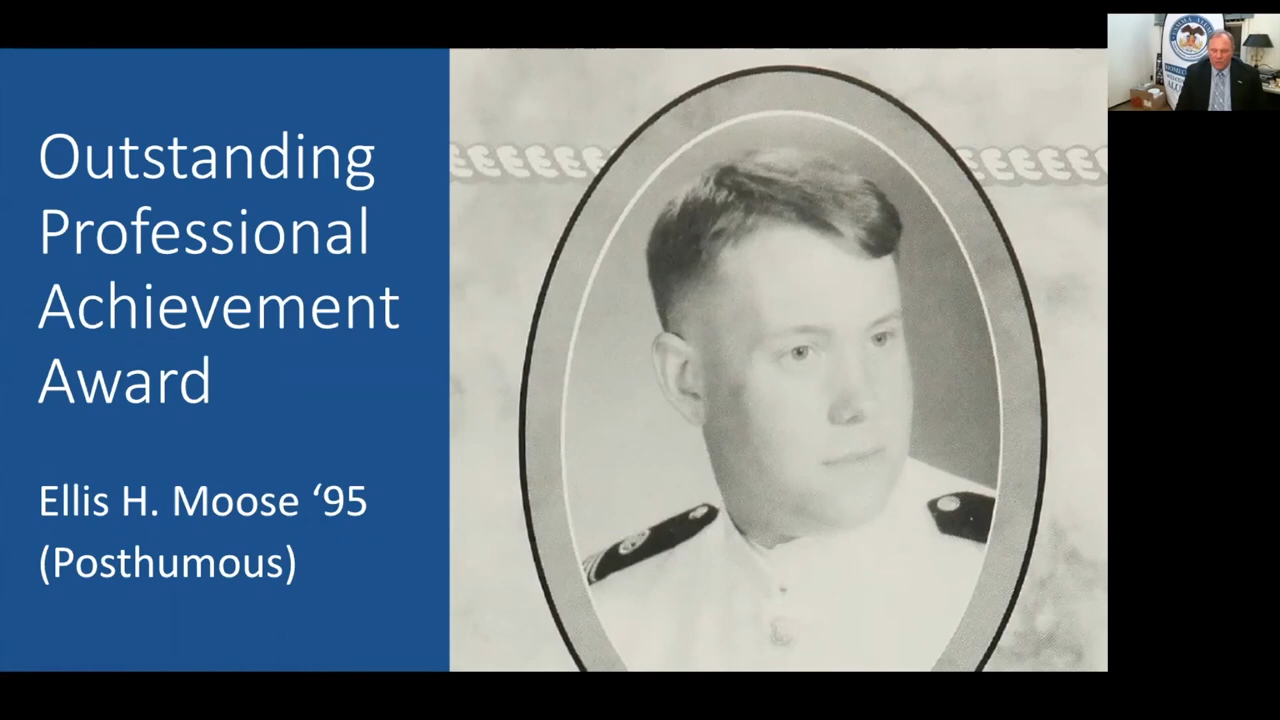 Outstanding
Professional
Achievement
Award
Ellis H. Moose ‘95
(Posthumous)